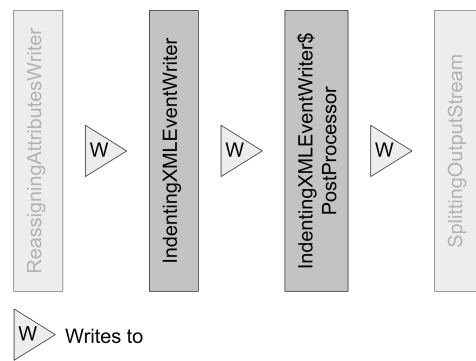 ReassigningAttributesWriter
W
IndentingXMLEventWriter
W
IndentingXMLEventWriter$
PostProcessor
W
SplittingOutputStream
W
Writes to